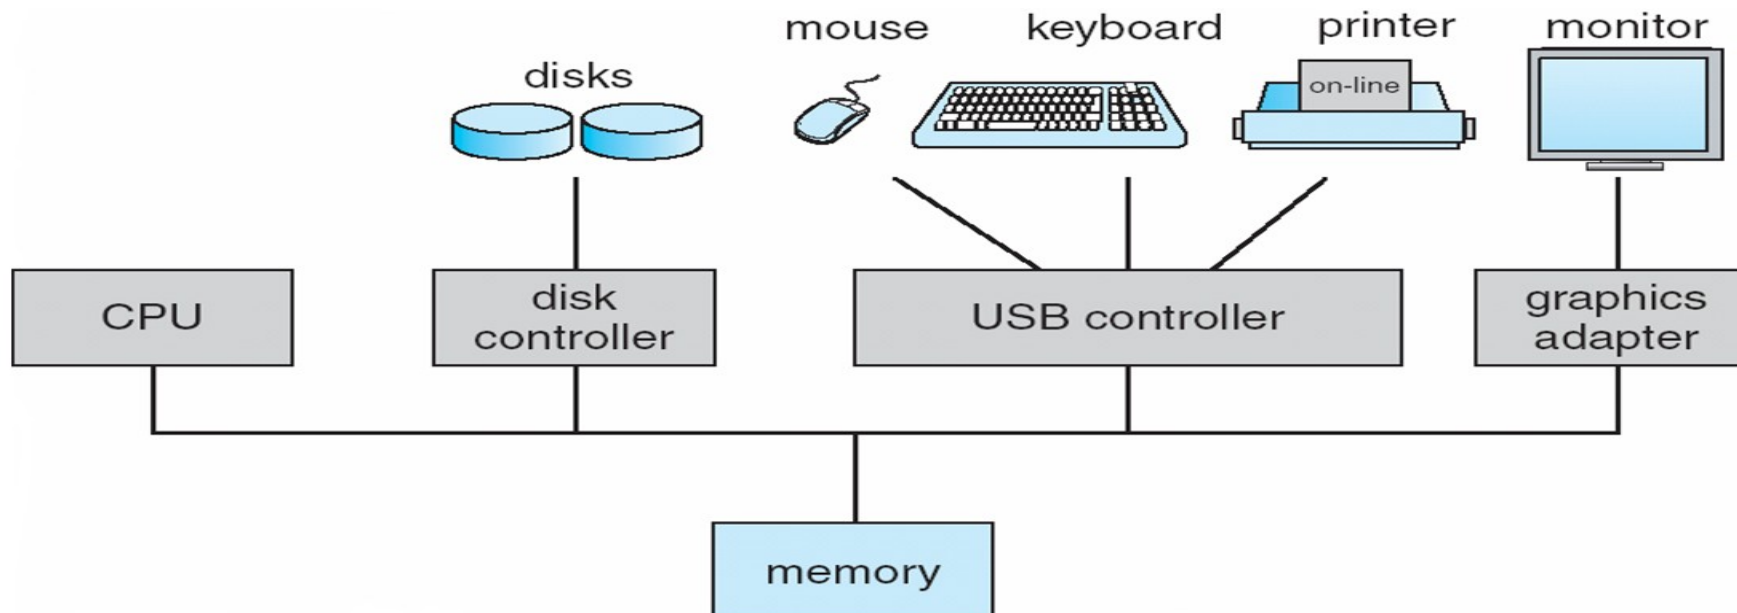 mouse
keyboard
printer
monitor
disks
on-line
CPU
disk
controller
USB controller
graphics
adapter
memory